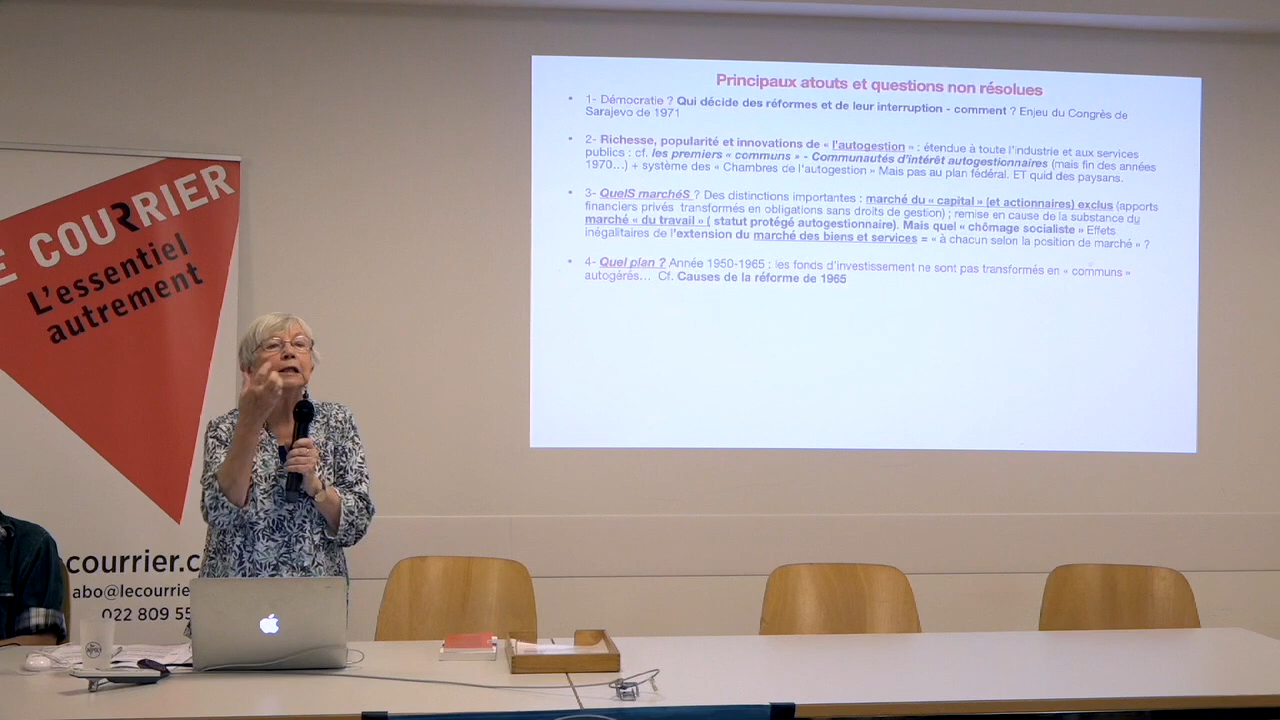 Principaux atouts et questions non résolues
• 1- Démocratie ? Qui décide des réformes et de leur interruption - comment ? Enjeu du Congrès de
Sarajevo de 1971
• 2- Richesse, popularité et innovations de « l'autogestion » : étendue à toute l'industrie et aux services
publics : cf. les premiers « communs » - Communautés d'intérêt autogestionnaires (mais fin des années
1970…) + système des « Chambres de l'autogestion » Mais pas au plan fédéral. ET quid des paysans.
• 3- QuelS marchéS ? Des distinctions importantes : marché du « capital » (et actionnaires) exclus (apports
financiers privés transformés en obligations sans droits de gestion) ; remise en cause de la substance du
marché « du travail » ( statut protégé autogestionnaire). Mais quel « chômage socialiste » Effets
inégalitaires de l'extension du marché des biens et services = « à chacun selon la position de marché » ?
• 4- Quel plan ? Année 1950-1965 : les fonds d'investissement ne sont pas transformés en « communs »
autogérés… Cf. Causes de la réforme de 1965
E COURRIER
L'essentiel
autrement
courrier.c
abo@lecourrie
022 809 55